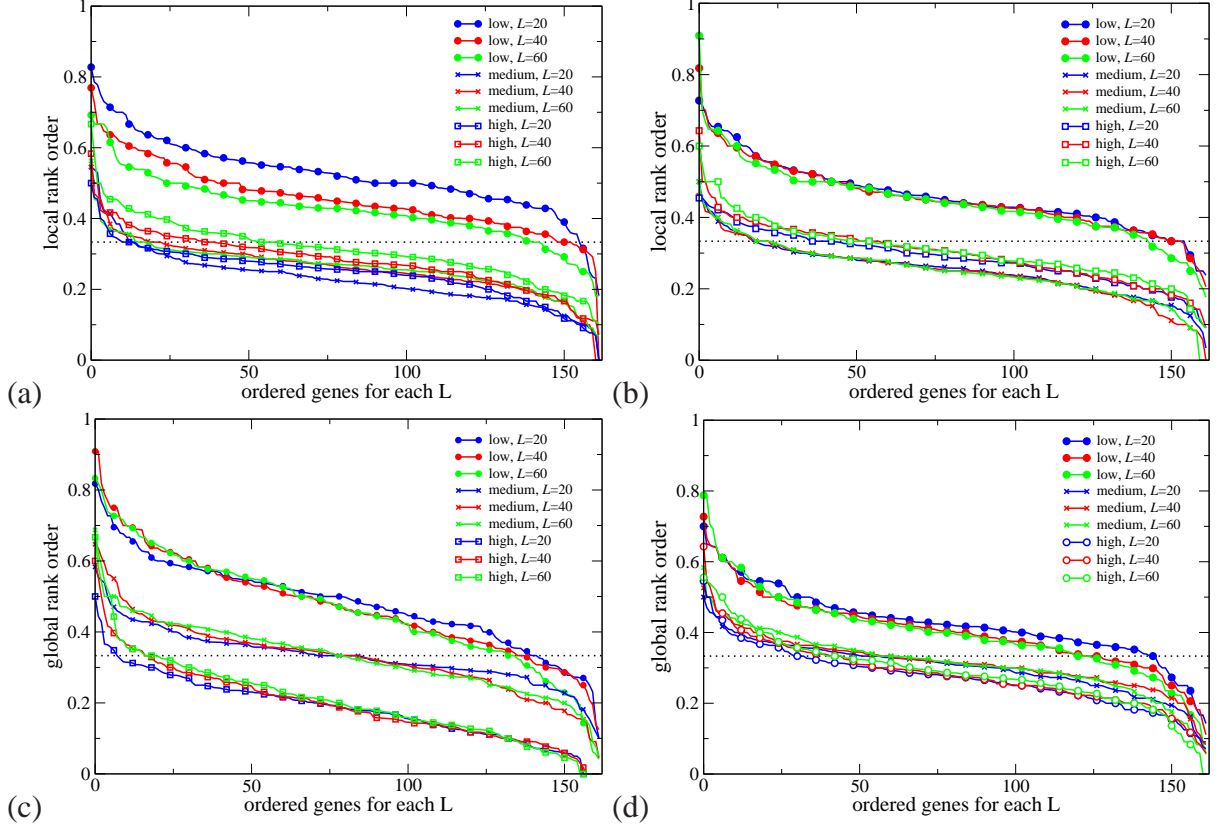 1
0.8
0.6
0.4
0.2
0
local rank order
low, L=20
low, L=40
low, L=60
medium, L=20
medium, L=40
medium, L=60
high, L=20
high, L=40
high, L=60
0 50 100 150
ordered genes for each L
(a)
1
0.8
0.6
0.4
0.2
0
local rank order
low, L=20
low, L=40
low, L=60
medium, L=20
medium, L=40
medium, L=60
high, L=20
high, L=40
high, L=60
0 50 100 150
ordered genes for each L
(b)
1
0.8
0.6
0.4
0.2
0
global rank order
low, L=20
low, L=40
low, L=60
medium, L=20
medium, L=40
medium, L=60
high, L=20
high, L=40
high, L=60
0 50 100 150
ordered genes for each L
(c)
1
0.8
0.6
0.4
0.2
0
global rank order
low, L=20
low, L=40
low, L=60
medium, L=20
medium, L=40
medium, L=60
high, L=20
high, L=40
high, L=60
0 50 100 150
ordered genes for each L
(d)